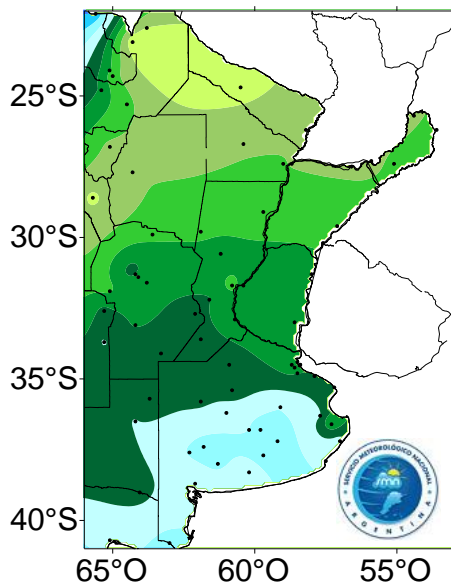 25°S
30°S
35°S
40°S
65°O
60°O
55°O
SERVICIO METEOROLÓGICO NACIONAL
smn
ARGENTINA